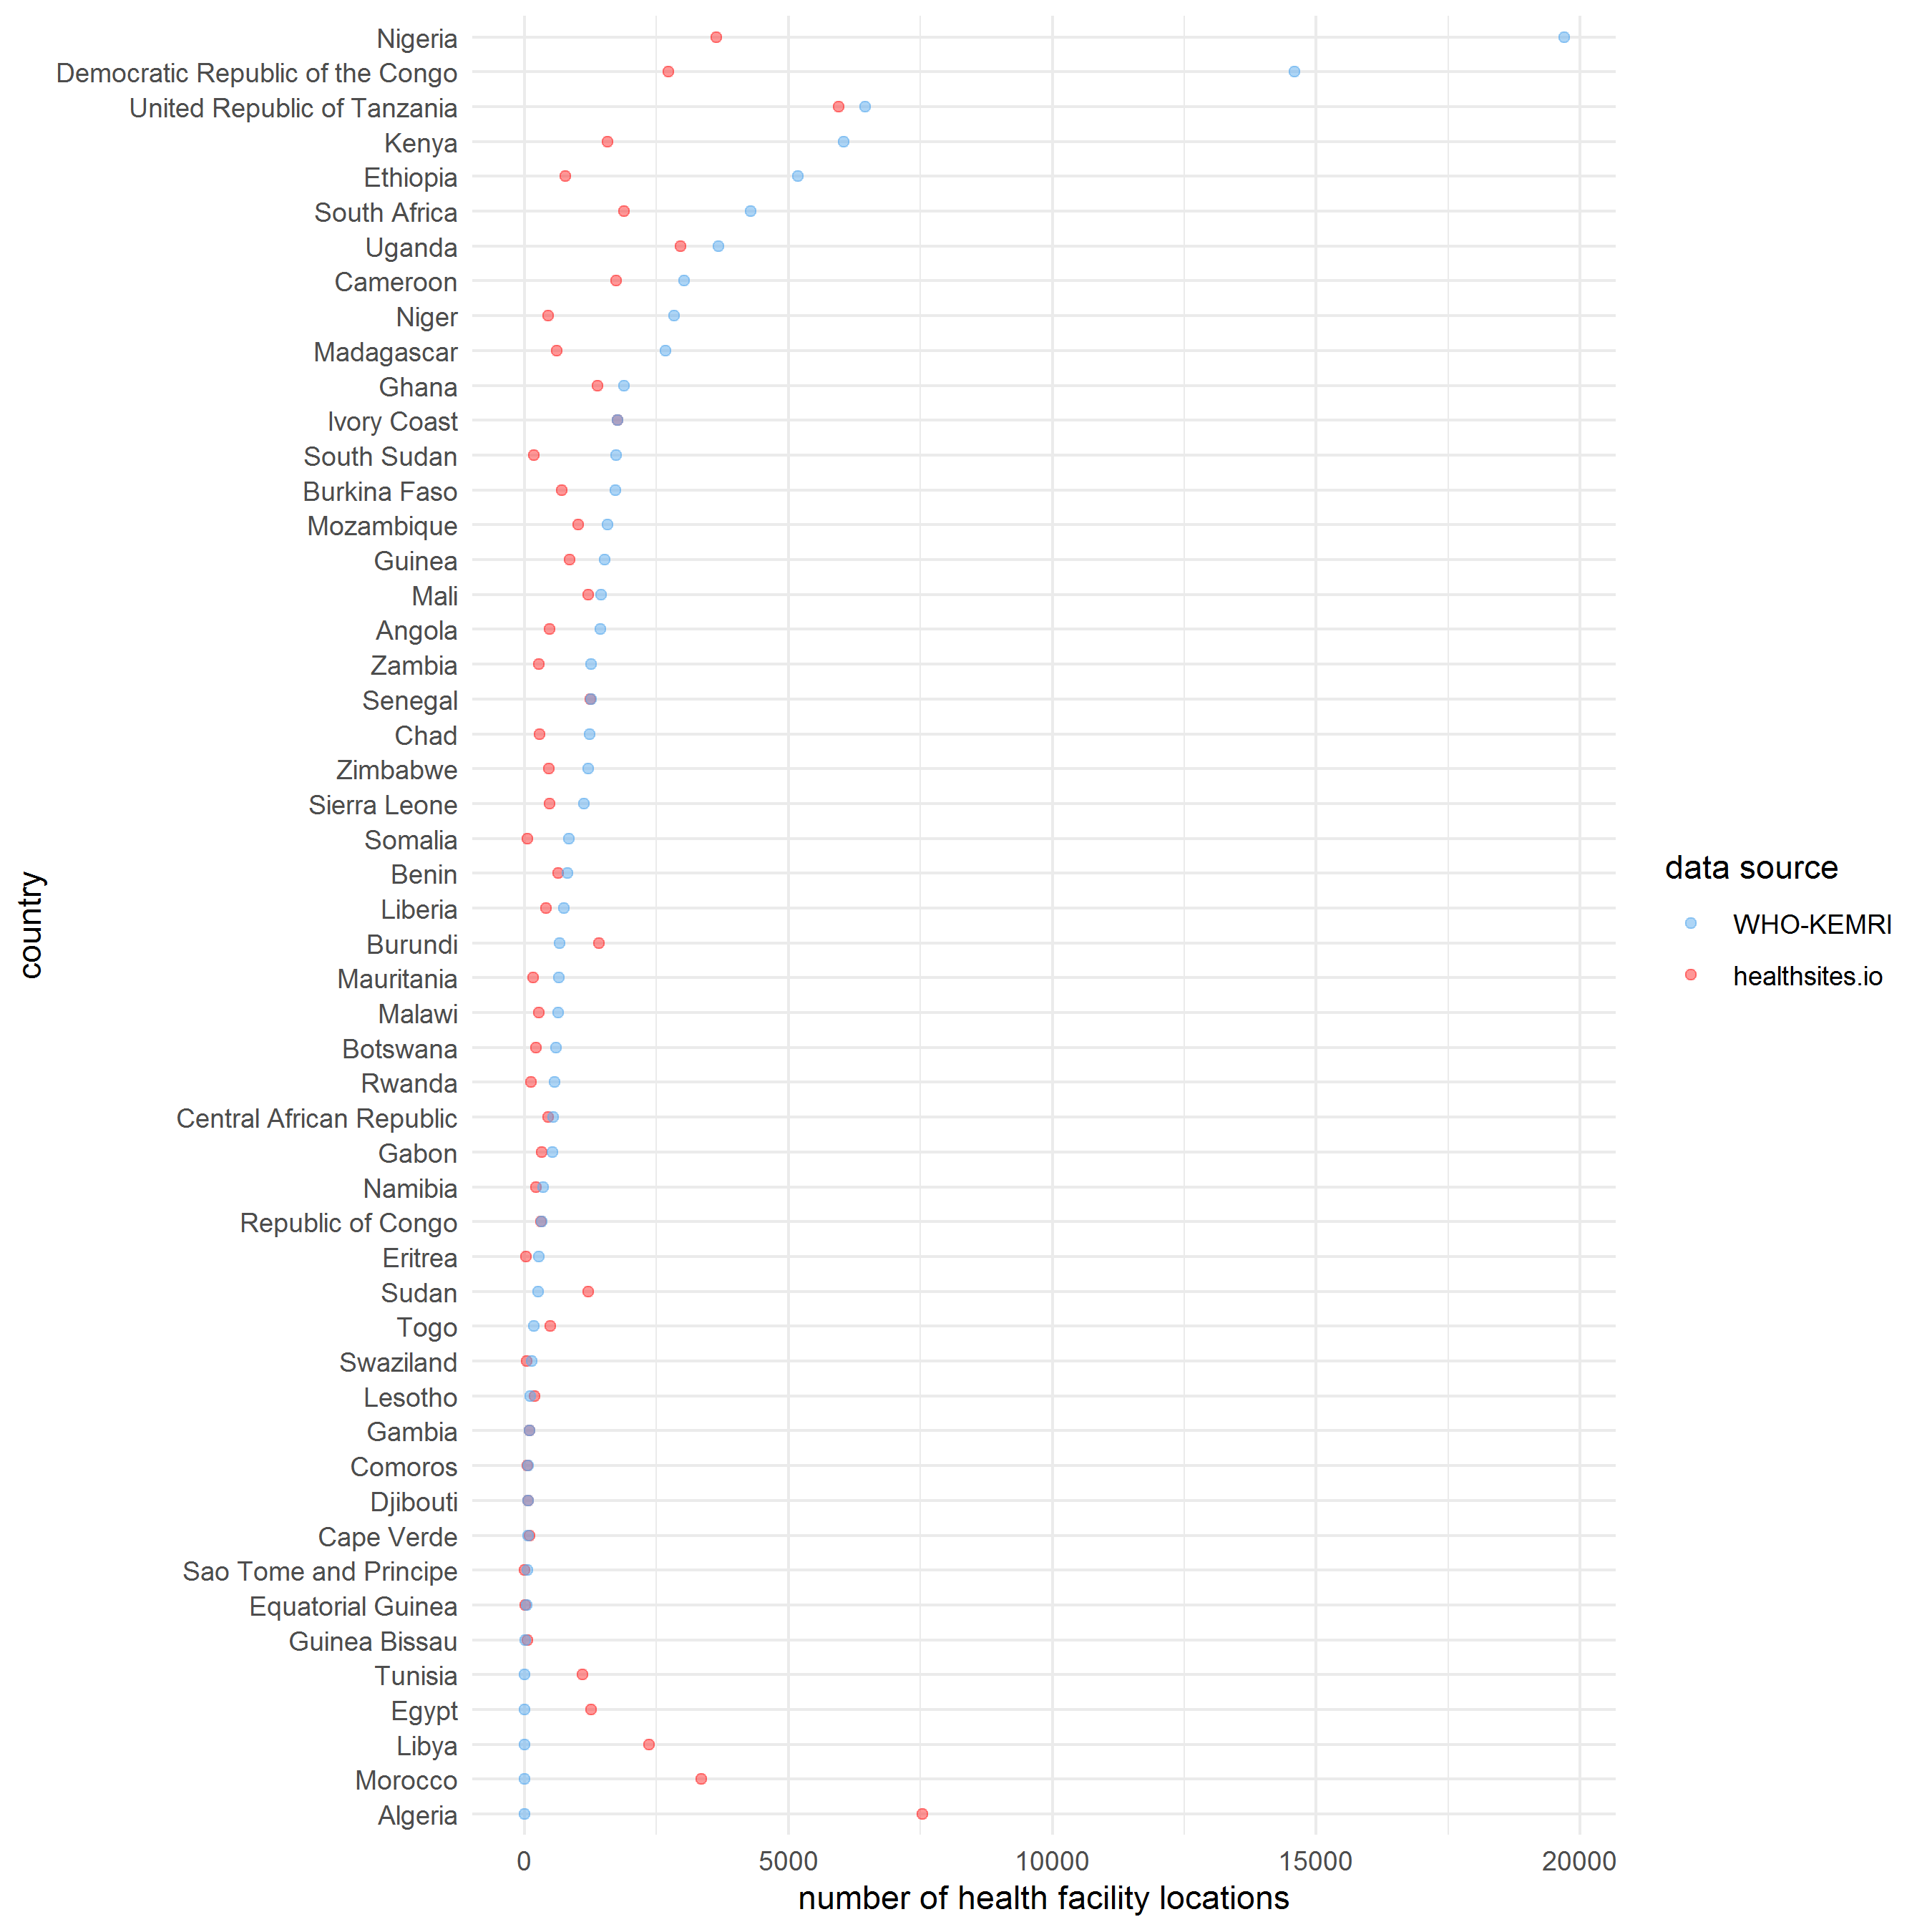 Nigeria
Democratic Republic of the Congo
United Republic of Tanzania
Kenya
Ethiopia
South Africa
Uganda
Cameroon
Niger
Madagascar
Ghana
Ivory Coast
South Sudan
Burkina Faso
Mozambique
Guinea
Mali
Angola
Zambia
Senegal
Chad
Zimbabwe
Sierra Leone
Somalia
Benin
Liberia
Burundi
Mauritania
Malawi
Botswana
Rwanda
Central African Republic
Gabon
Namibia
Republic of Congo
Eritrea
Sudan
Togo
Swaziland
Lesotho
Gambia
Comoros
Djibouti
Cape Verde
Sao Tome and Principe
Equatorial Guinea
Guinea Bissau
Tunisia
Egypt
Libya
Morocco
Algeria
country
0 5000 10000 15000 20000
number of health facility locations
data source
WHO-KEMRI
healthsites.io